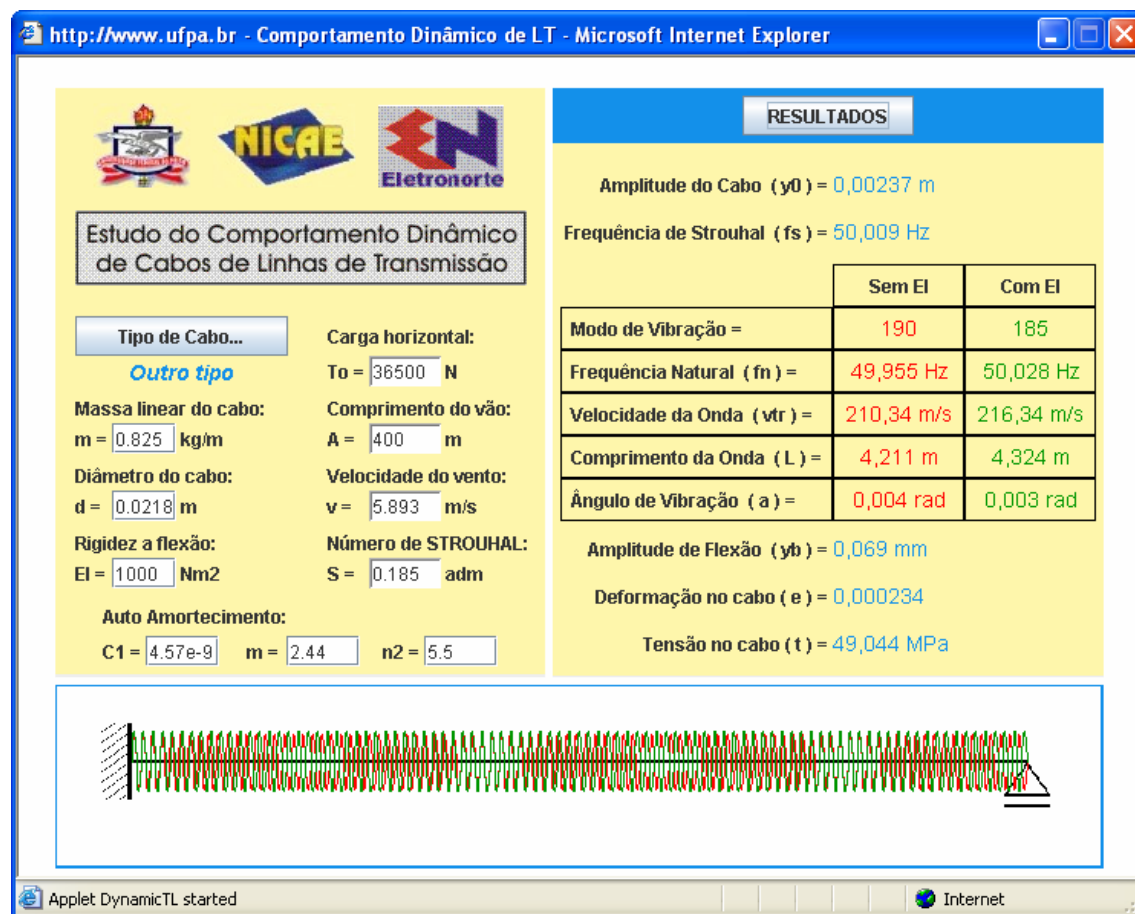 http://www.ufpa.br - Comportamento Dinâmico de LT - Microsoft Internet Explorer
NICAE
EN
Eletronorte
Estudo do Comportamento Dinâmico
de Cabos de Linhas de Transmissão
Tipo de Cabo...
Outro tipo
Carga horizontal:
To = 36500 N
Massa linear do cabo:
m = 0.825 kg/m
Comprimento do vão:
A = 400 m
Diâmetro do cabo:
d = 0.0218 m
Velocidade do vento:
v = 5.893 m/s
Rigidez a flexão:
EI = 1000 Nm2
Número de STROUHAL:
S = 0.185 adm
Auto Amortecimento:
C1 = 4.57e-9 m = 2.44 n2 = 5.5
RESULTADOS
Amplitude do Cabo ( y0 ) = 0,00237 m
Frequência de Strouhal ( fs ) = 50,009 Hz
Sem EI Com EI
Modo de Vibração = 190 185
Frequência Natural ( fn ) = 49,955 Hz 50,028 Hz
Velocidade da Onda ( vtr ) = 210,34 m/s 216,34 m/s
Comprimento da Onda ( L ) = 4,211 m 4,324 m
Ângulo de Vibração ( a ) = 0,004 rad 0,003 rad
Amplitude de Flexão ( yb ) = 0,069 mm
Deformação no cabo ( e ) = 0,000234
Tensão no cabo ( t ) = 49,044 MPa
Applet DynamicTL started
Internet